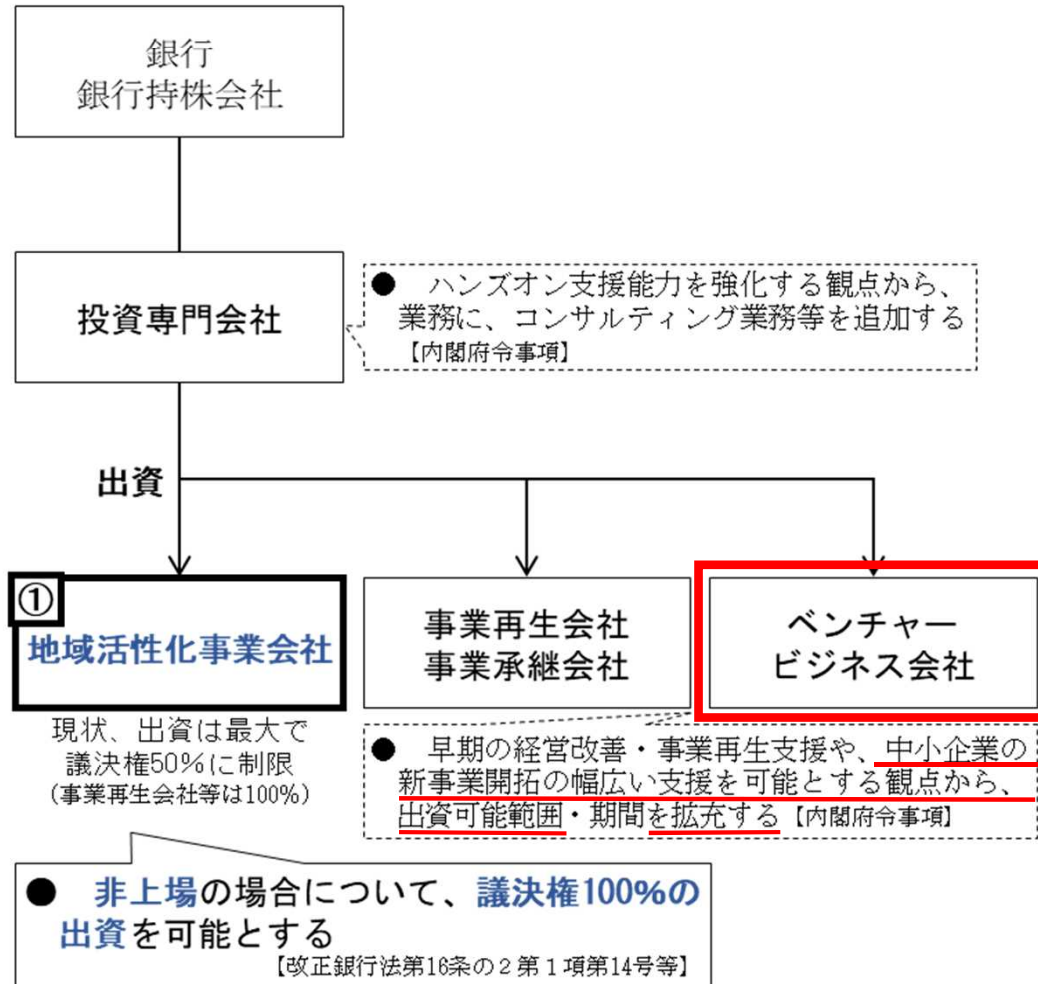 銀行
銀行持株会社
投資専門会社
● ハンズオン支援能力を強化する観点から、
業務に、コンサルティング業務等を追加する
【内閣府令事項】
出資
①
地域活性化事業会社
事業再生会社
事業承継会社
ベンチャー
ビジネス会社
現状、出資は最大で
議決権50%に制限
(事業再生会社等は100%)
● 早期の経営改善・事業再生支援や、中小企業の
新事業開拓の幅広い支援を可能とする観点から、
出資可能範囲・期間を拡充する【内閣府令事項】
● 非上場の場合について、議決権100%の
出資を可能とする
【改正銀行法第16条の2第1項第14号等】